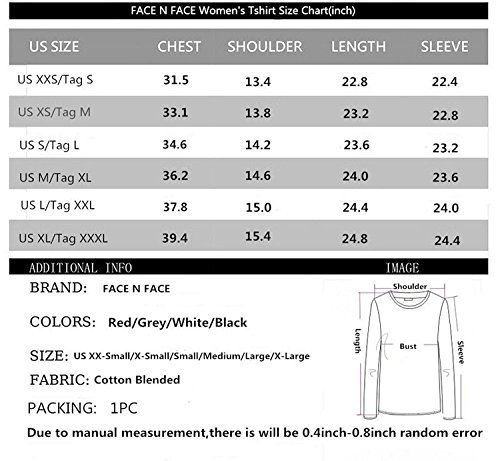 FACE N FACE Women's Tshirt Size Chart(inch)
US SIZE CHEST SHOULDER LENGTH SLEEVE
US XXS/Tag S 31.5 13.4 22.8 22.4
US XS/Tag M 33.1 13.8 23.2 22.8
US S/Tag L 34.6 14.2 23.6 23.2
US M/Tag XL 36.2 14.6 24.0 23.6
US L/Tag XXL 37.8 15.0 24.4 24.0
US XL/Tag XXXL 39.4 15.4 24.8 24.4
ADDITIONAL INFO IMAGE
BRAND: FACE N FACE
COLORS: Red/Grey/White/Black
SIZE: US XX-Small/X-Small/Small/Medium/Large/X-Large
FABRIC: Cotton Blended
PACKING: 1PC
Shoulder
Length
Bust
Sleeve
Due to manual measurement,there is will be 0.4inch-0.8inch random error